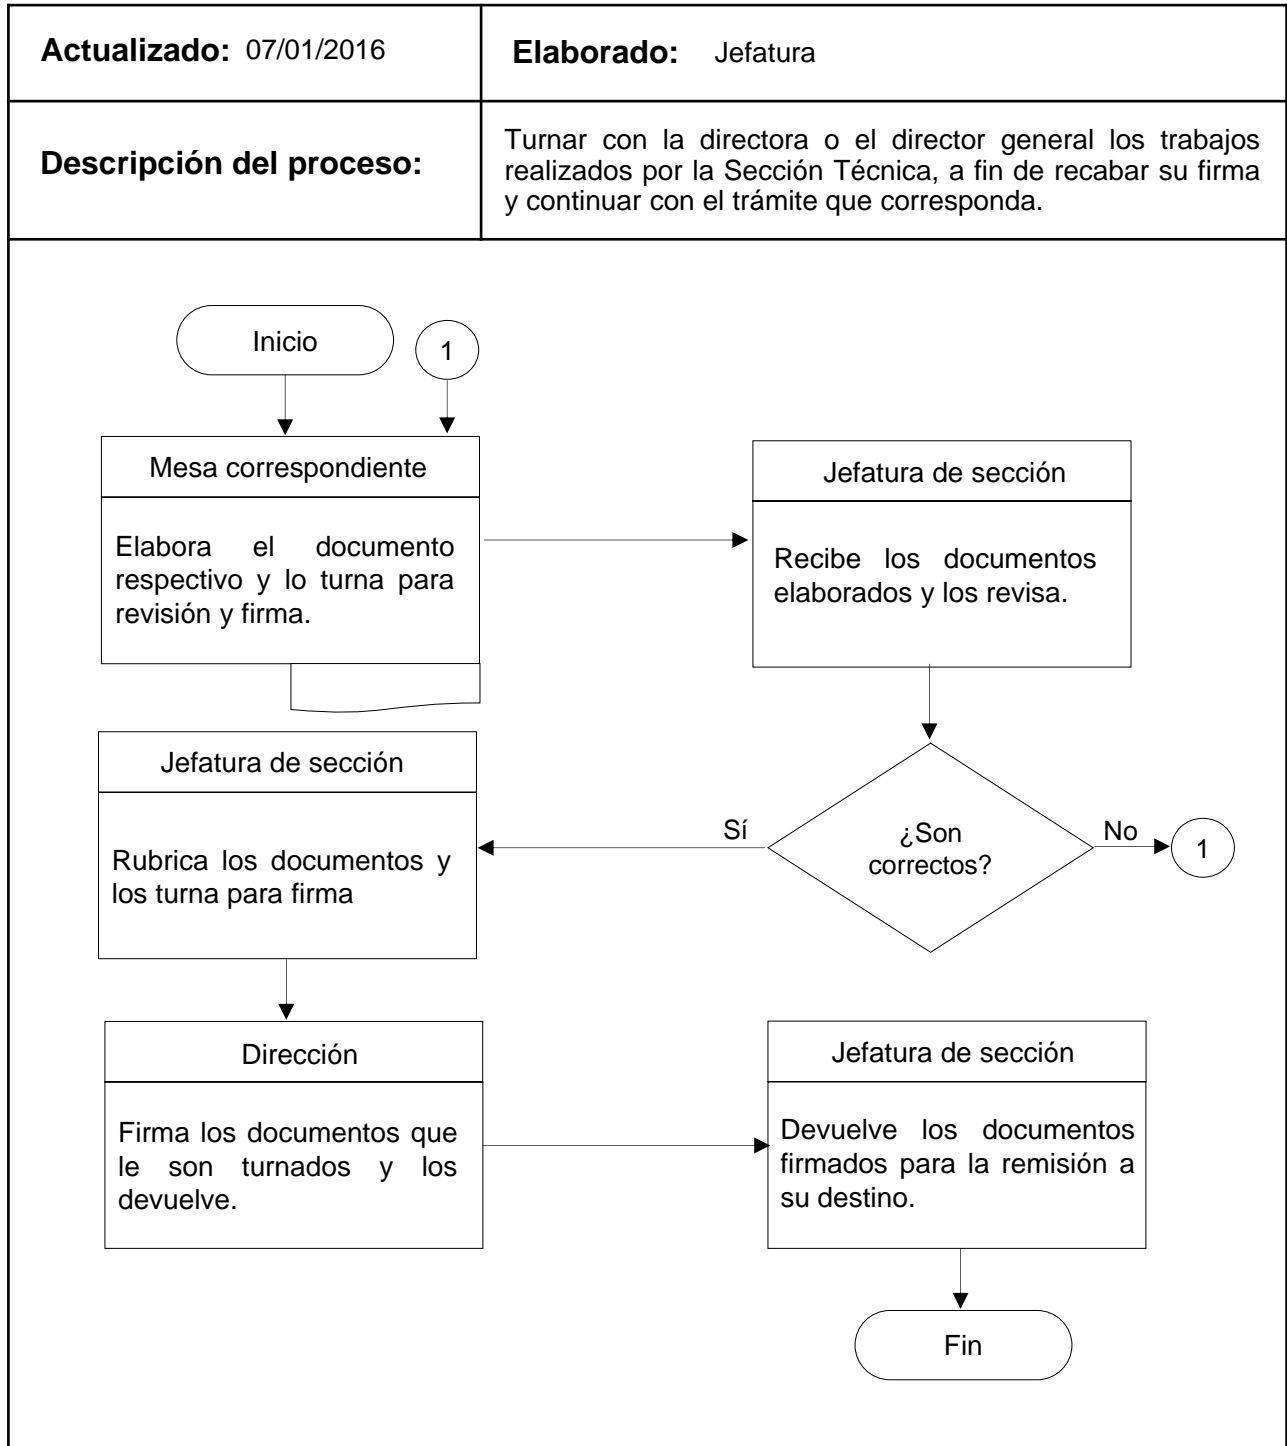 Actualizado: 07/01/2016
Elaborado: Jefatura
Descripción del proceso:
Turnar con la directora o el director general los trabajos
realizados por la Sección Técnica, a fin de recabar su firma
y continuar con el trámite que corresponda.
Inicio
1
Mesa correspondiente
Elabora el documento
respectivo y lo turna para
revisión y firma.
Jefatura de sección
Recibe los documentos
elaborados y los revisa.
¿Son
correctos?
No
1
Sí
Jefatura de sección
Rubrica los documentos y
los turna para firma
Dirección
Firma los documentos que
le son turnados y los
devuelve.
Jefatura de sección
Devuelve los documentos
firmados para la remisión a
su destino.
Fin